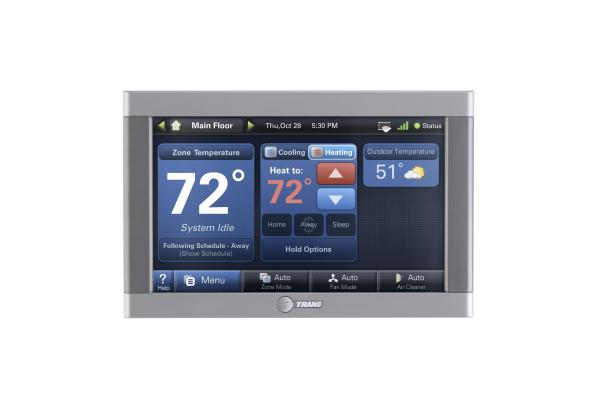 Main Floor
Thu,Oct 28
5:30 PM
Status
Zone Temperature
72°
System Idle
Following Schedule - Away
(Show Schedule)
Cooling
Heating
Heat to:
72°
Home
Away
Sleep
Hold Options
Outdoor Temperature
51°
?
Help
Menu
Auto
Zone Mode
Auto
Fan Mode
Auto
Air Cleaner
TRANE